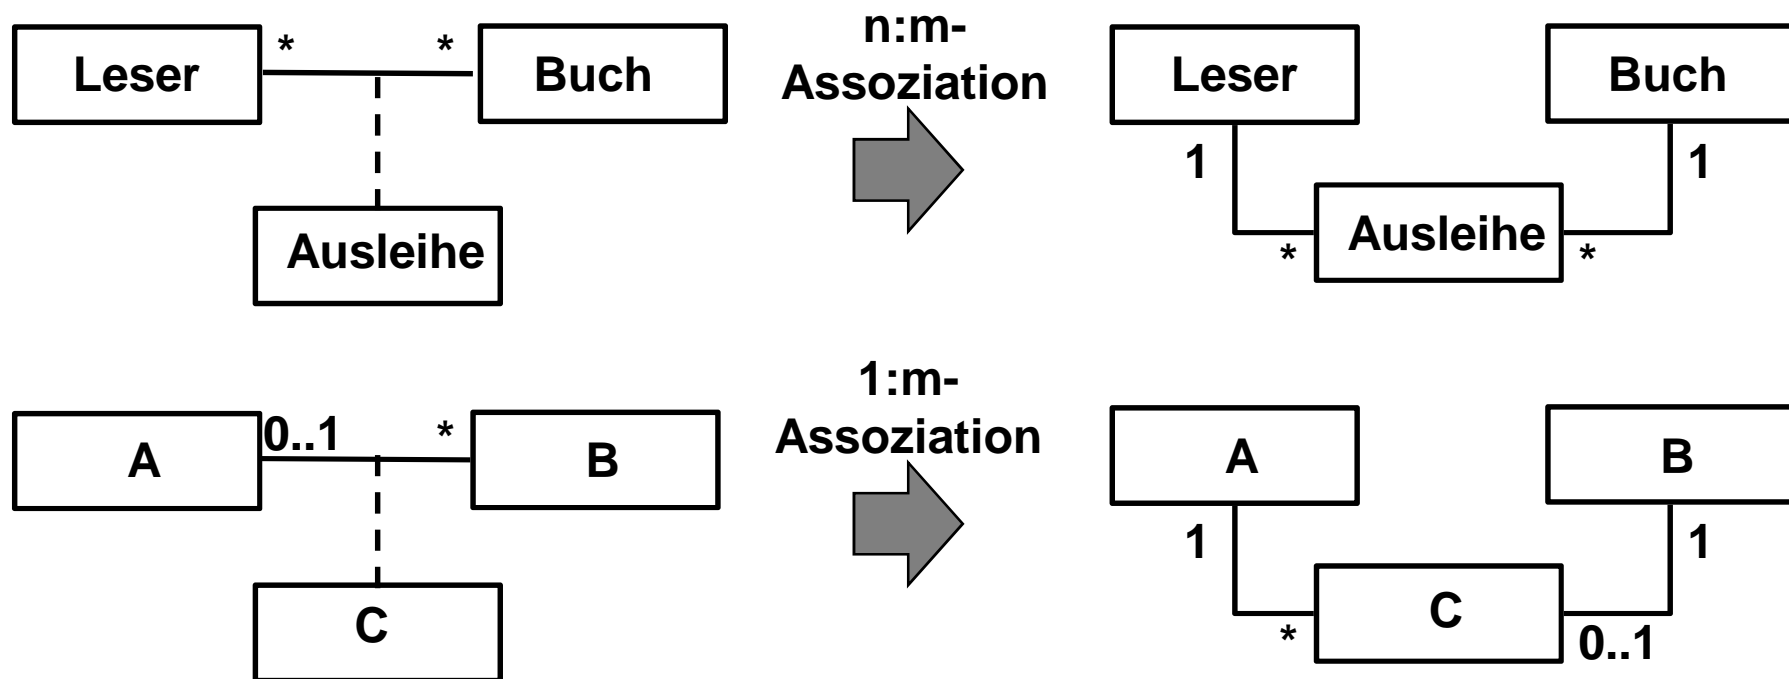 Leser * * Buch
Ausleihe
n:m-
Assoziation
Leser Buch
1 1
* Ausleihe *
A 0..1 * B
C
1:m-
Assoziation
A B
1 1
* C 0..1